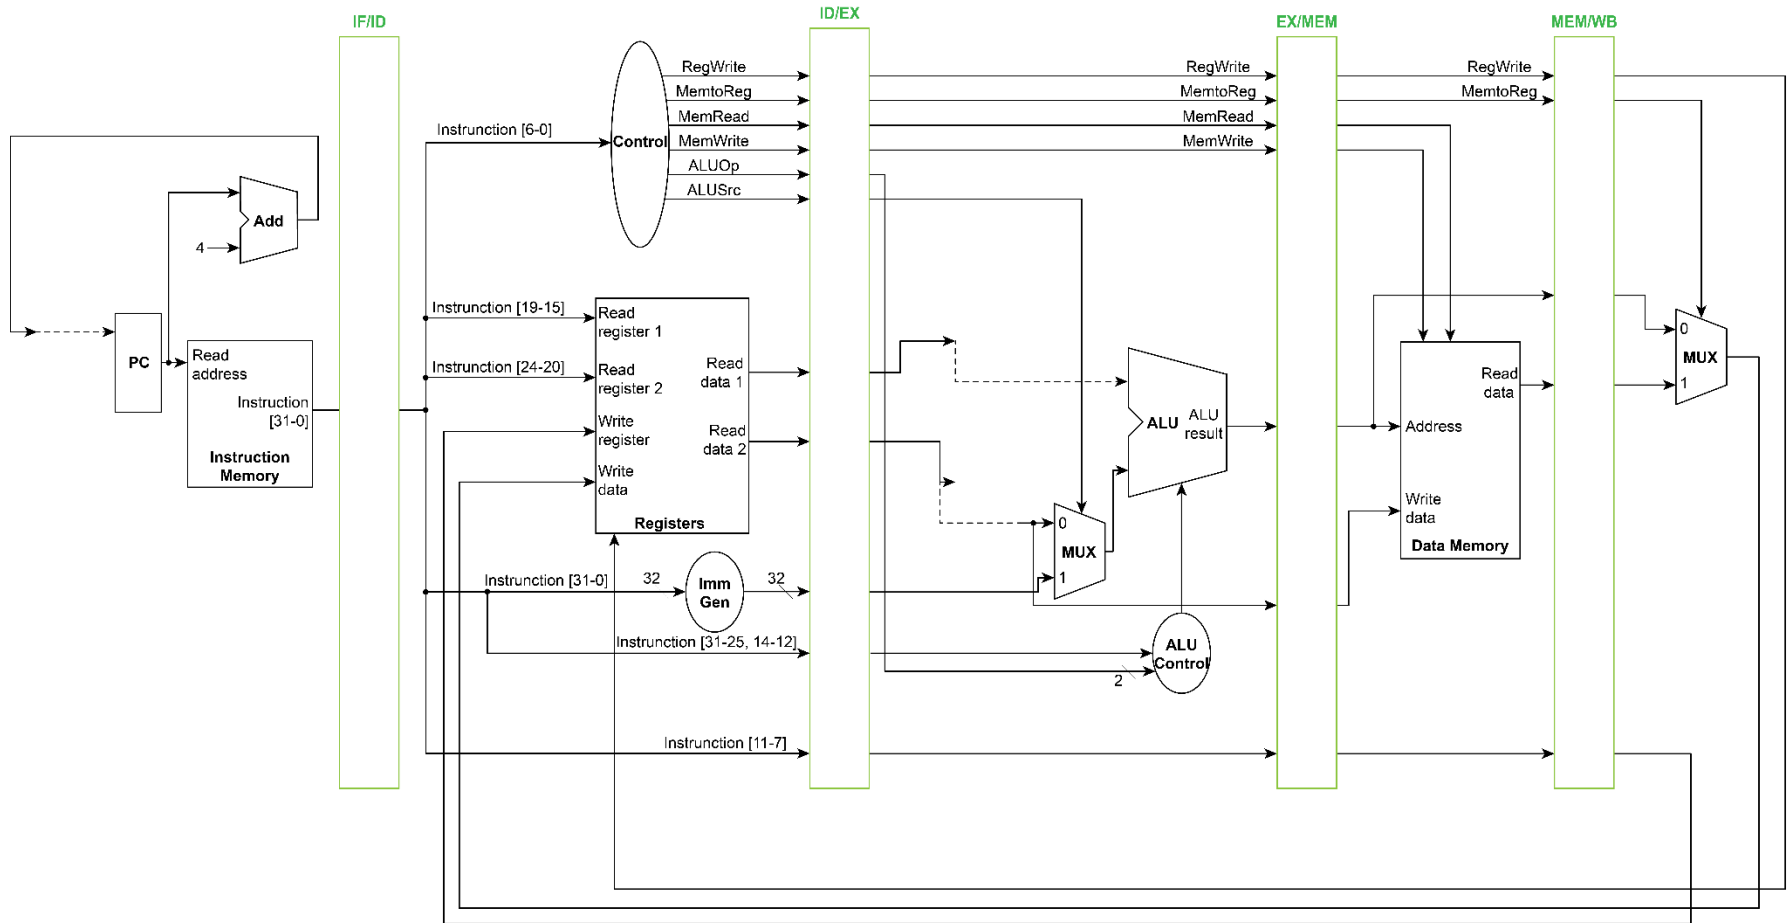 IF/ID
ID/EX
EX/MEM
MEM/WB
RegWrite
MemtoReg
MemRead
MemWrite
ALUOp
ALUSrc
RegWrite
MemtoReg
MemRead
MemWrite
RegWrite
MemtoReg
Instrunction [6-0]
Control
Add
4
PC
Read
address
Instruction
[31-0]
Instruction
Memory
Instrunction [19-15]
Instrunction [24-20]
Read
register 1
Read
register 2
Write
register
Write
data
Read
data 1
Read
data 2
Registers
Instrunction [31-0]
32
Imm
Gen
32
Instrunction [31-25, 14-12]
Instrunction [11-7]
0
MUX
1
ALU
ALU
result
ALU
Control
2
Address
Write
data
Read
data
Data Memory
0
MUX
1